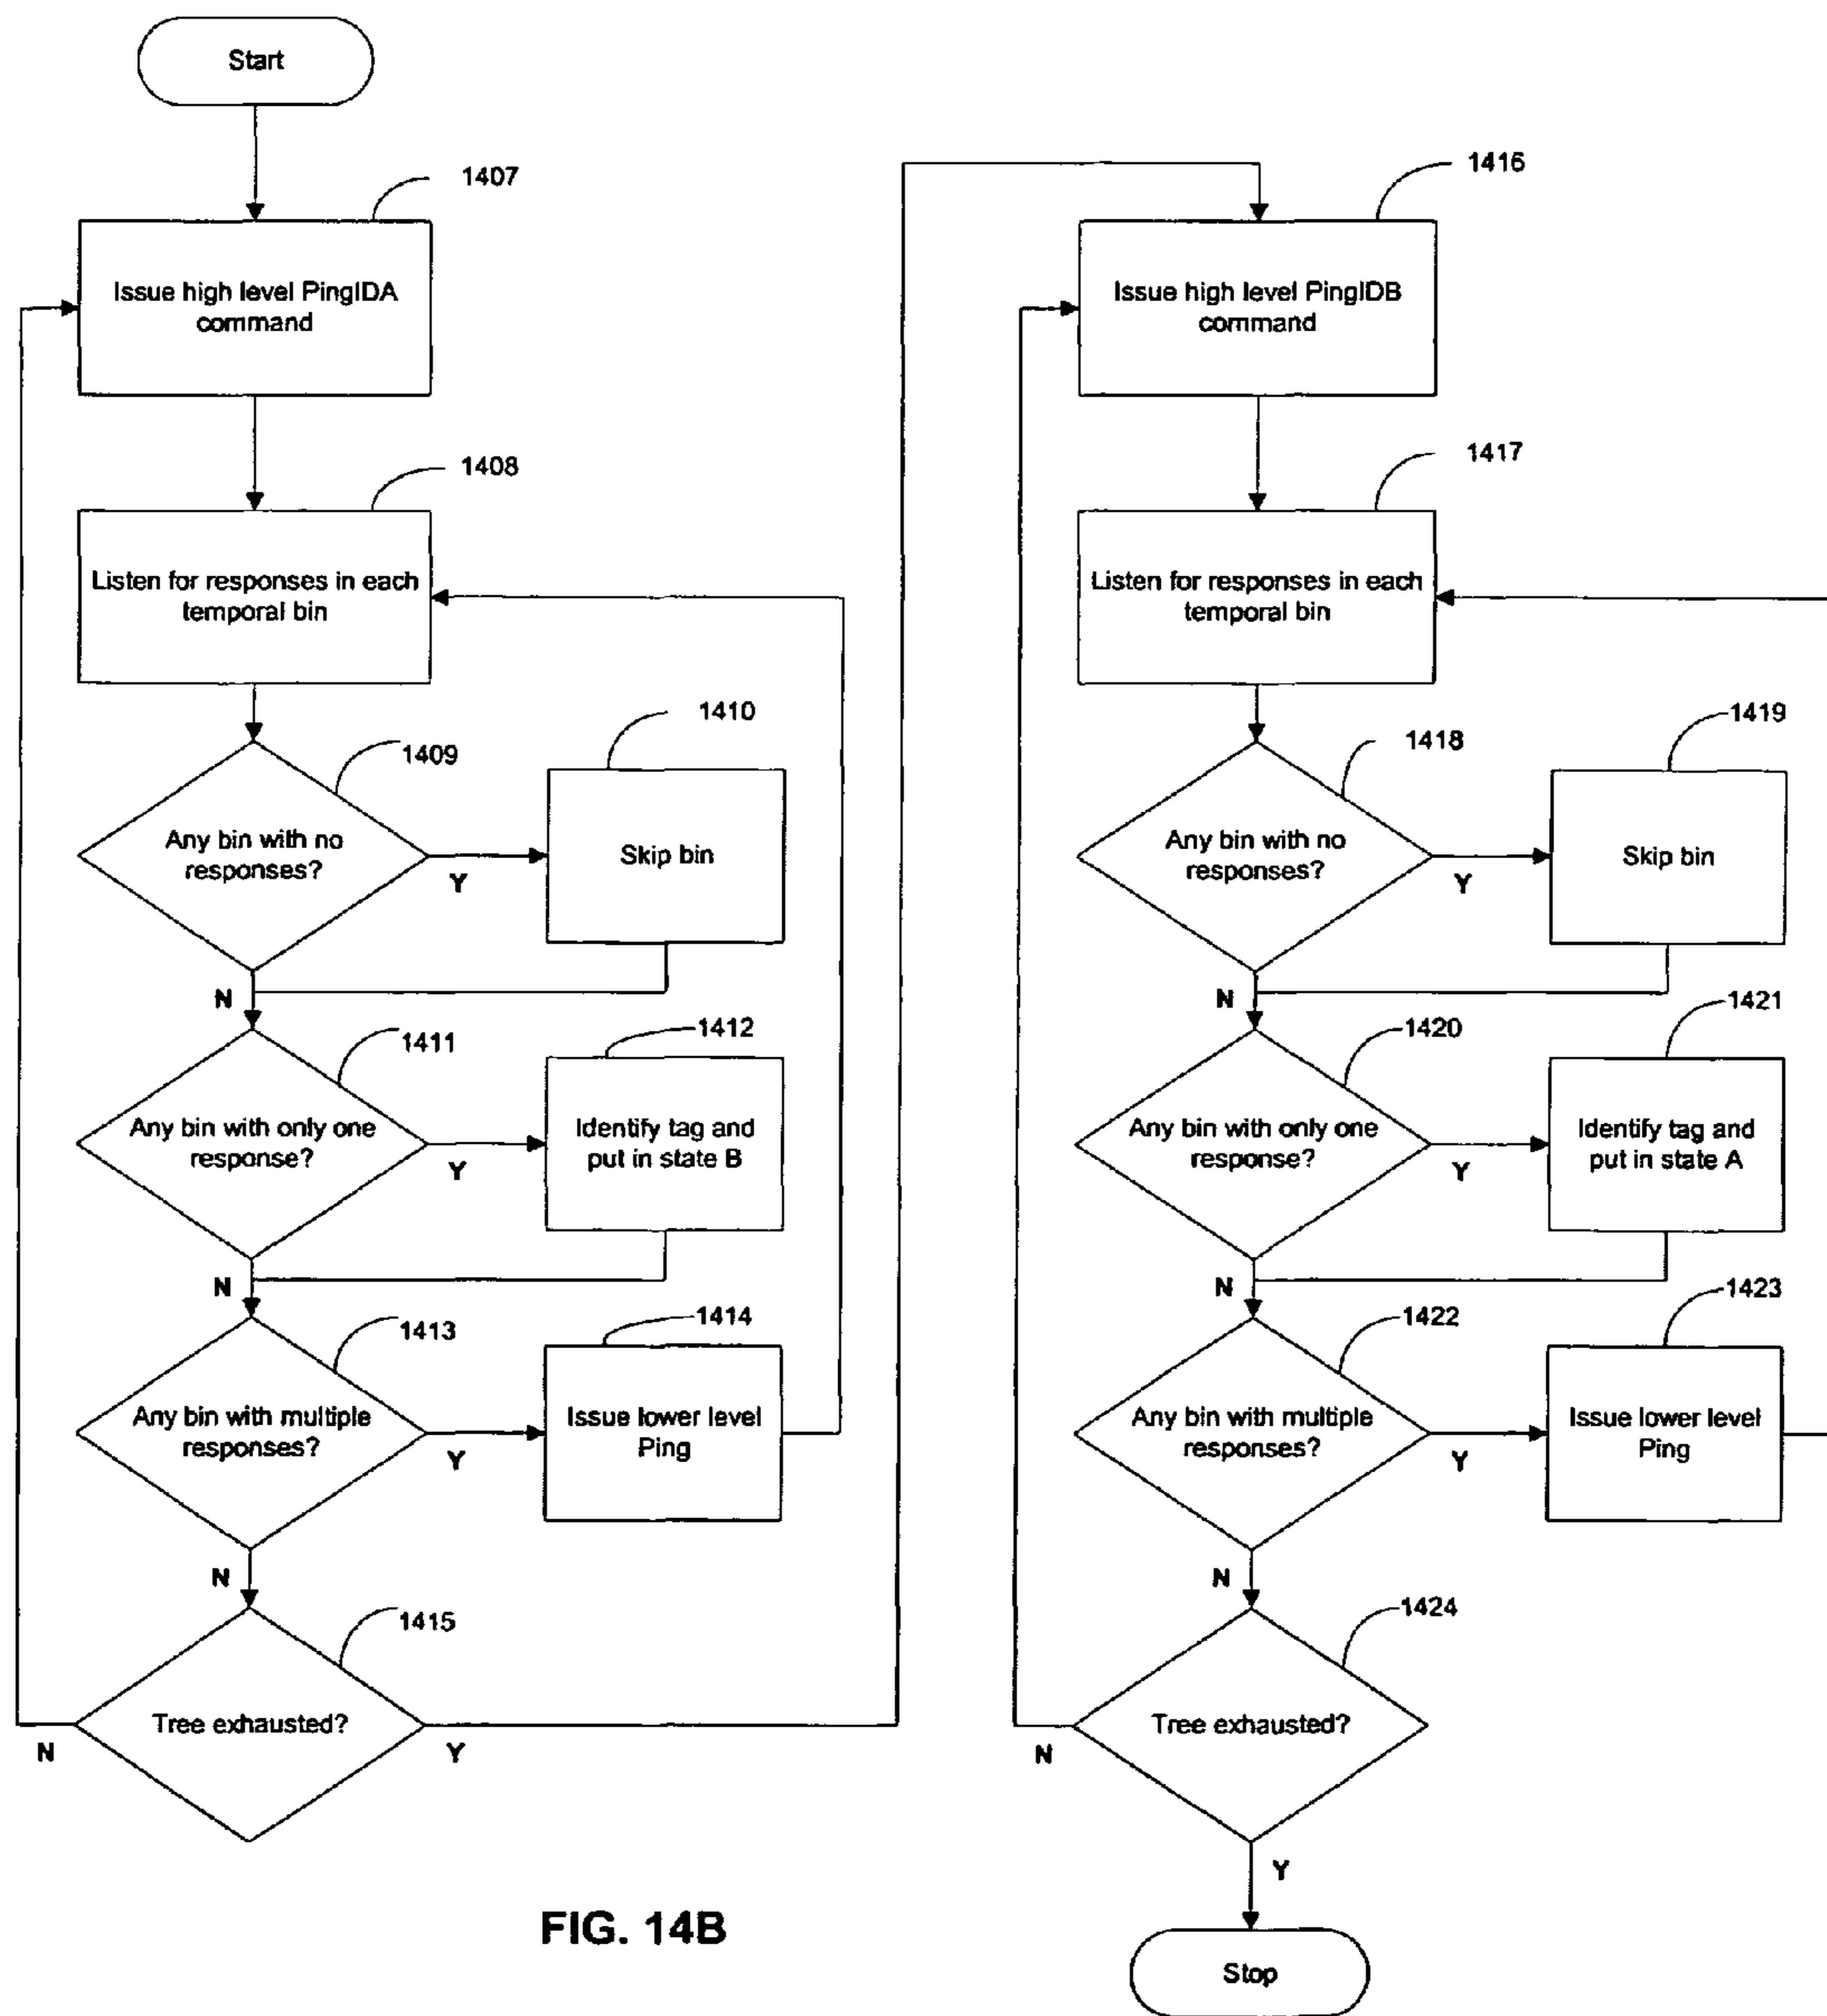 Start
1407
Issue high level PingIDA
command
1408
Listen for responses in each
temporal bin
1409
Any bin with no
responses?
Y
1410
Skip bin
N
1411
Any bin with only one
response?
Y
1412
Identify tag and
put in state B
N
1413
Any bin with multiple
responses?
Y
1414
Issue lower level
Ping
N
1415
Tree exhausted?
N
Y
1416
Issue high level PingIDB
command
1417
Listen for responses in each
temporal bin
1418
Any bin with no
responses?
Y
1419
Skip bin
N
1420
Any bin with only one
response?
Y
1421
Identify tag and
put in state A
N
1422
Any bin with multiple
responses?
Y
1423
Issue lower level
Ping
N
1424
Tree exhausted?
N
Y
Stop
FIG. 14B